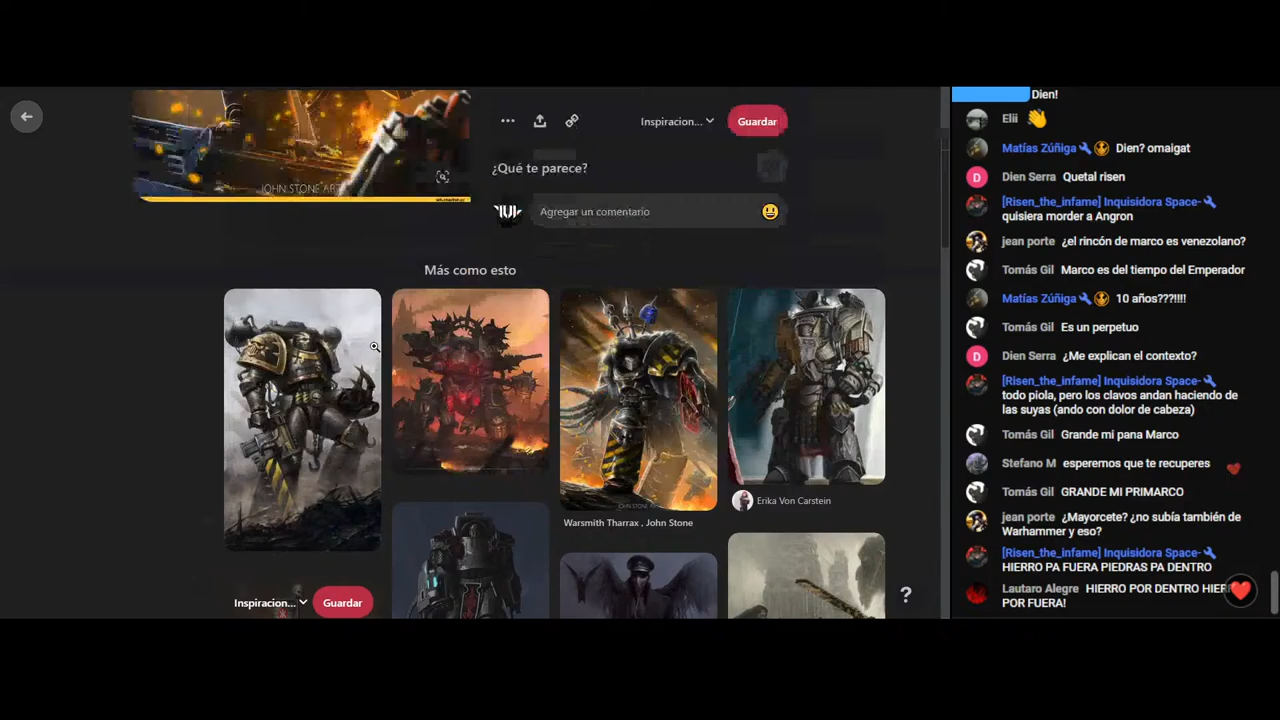 JOHN STONE ART
Inspiracion...
Guardar
¿Qué te parece?
Agregar un comentario
Más como esto
JOHN STONE ART
Warsmith Tharrax , John Stone
Erika Von Carstein
Inspiracion...
Guardar
?
Dien!
Elii
Matías Zúñiga Dien? omaigat
D
Dien Serra Quetal risen
[Risen_the_infame] Inquisidora Space-
quisiera morder a Angron
jean porte ¿el rincón de marco es venezolano?
Tomás Gil Marco es del tiempo del Emperador
Matías Zúñiga 10 años???!!!!
Tomás Gil Es un perpetuo
D
Dien Serra ¿Me explican el contexto?
[Risen_the_infame] Inquisidora Space-
todo piola, pero los clavos andan haciendo de
las suyas (ando con dolor de cabeza)
Tomás Gil Grande mi pana Marco
Stefano M esperemos que te recuperes
Tomás Gil GRANDE MI PRIMARCO
jean porte ¿Mayorcete? ¿no subía también de
Warhammer y eso?
[Risen_the_infame] Inquisidora Space-
HIERRO PA FUERA PIEDRAS PA DENTRO
Lautaro Alegre HIERRO POR DENTRO HIER
POR FUERA!